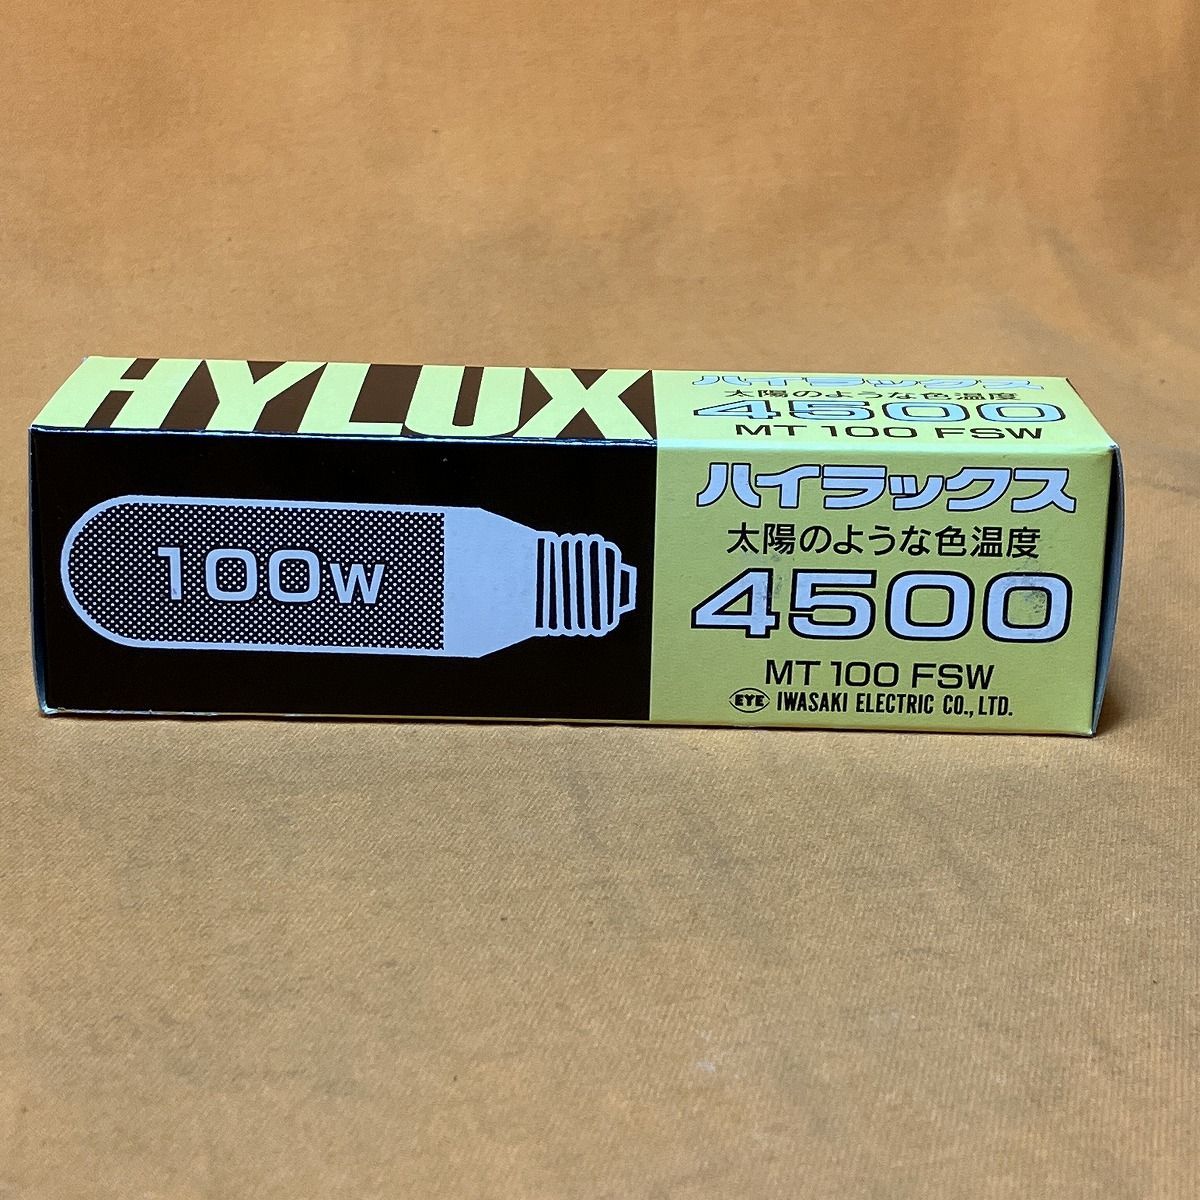 HYLUX
ハイラックス
太陽のような色温度
4500
MT 100 FSW
100W
ハイラックス
太陽のような色温度
4500
MT 100 FSW
EYE IWASAKI ELECTRIC CO., LTD.